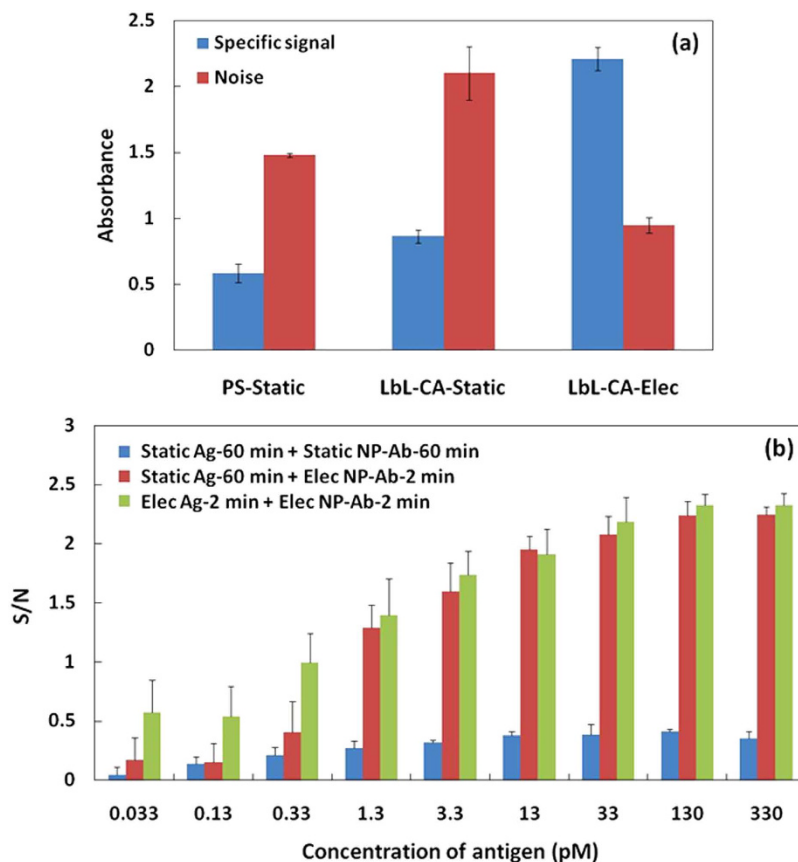 2.5
2
1.5
1
0.5
0
Absorbance
Specific signal
Noise
(a)
PS-Static LbL-CA-Static LbL-CA-Elec
3
2.5
2
1.5
1
0.5
0
S/N
Static Ag-60 min + Static NP-Ab-60 min
Static Ag-60 min + Elec NP-Ab-2 min
Elec Ag-2 min + Elec NP-Ab-2 min
(b)
0.033 0.13 0.33 1.3 3.3 13 33 130 330
Concentration of antigen (pM)